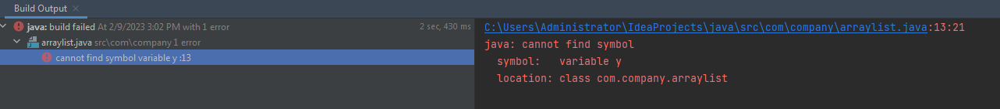 Build Output
java: build failed At 2/9/2023 3:02 PM with 1 error 2 sec, 430 ms
arraylist.java src\com\company 1 error
cannot find symbol variable y :13
C:\Users\Administrator\IdeaProjects\java\src\com\company\arraylist.java:13:21
java: cannot find symbol
symbol:   variable y
location: class com.company.arraylist